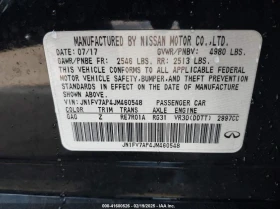 MANUFACTURED BY NISSAN MOTOR CO.,LTD.
DATE: 07/17 GVWR/PNBV: 4980 LBS.
GAWR/PNBE FR: 2546 LBS. RR: 2513 LBS.
THIS VEHICLE CONFORMS TO ALL APPLICABLE
FEDERAL MOTOR VEHICLE SAFETY, BUMPER, AND THEFT
PREVENTION STANDARDS IN EFFECT ON THE DATE OF
MANUFACTURE SHOWN ABOVE.
VIN: JN1FV7AP4JM460548 PASSENGER CAR
COLOR TRIM TRANS AXLE ENGINE
GAG Z RE7R01A RG31 VR30(DDTT) 2997CC
JN1FV7AP4JM460548
INFINITI